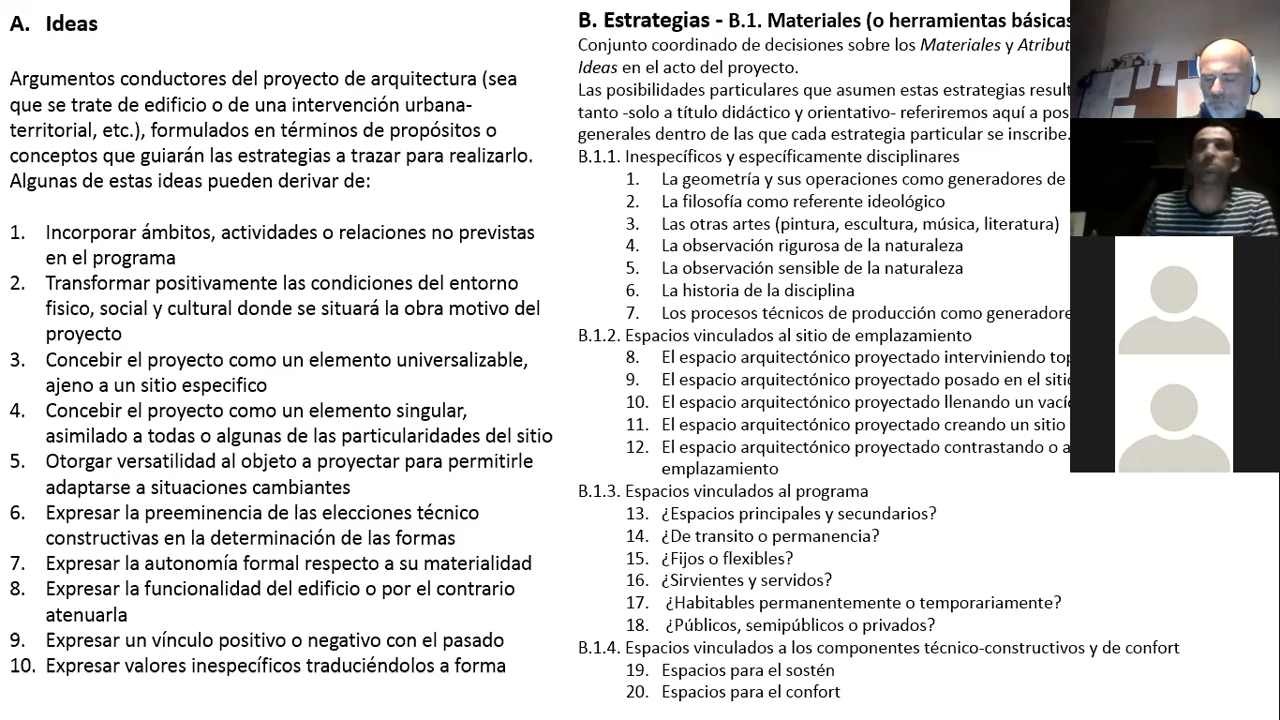 A. Ideas
Argumentos conductores del proyecto de arquitectura (sea
que se trate de edificio o de una intervención urbana-
territorial, etc.), formulados en términos de propósitos o
conceptos que guiarán las estrategias a trazar para realizarlo.
Algunas de estas ideas pueden derivar de:
1. Incorporar ámbitos, actividades o relaciones no previstas
en el programa
2. Transformar positivamente las condiciones del entorno
fisico, social y cultural donde se situará la obra motivo del
proyecto
3. Concebir el proyecto como un elemento universalizable,
ajeno a un sitio especifico
4. Concebir el proyecto como un elemento singular,
asimilado a todas o algunas de las particularidades del sitio
5. Otorgar versatilidad al objeto a proyectar para permitirle
adaptarse a situaciones cambiantes
6. Expresar la preeminencia de las elecciones técnico
constructivas en la determinación de las formas
7. Expresar la autonomía formal respecto a su materialidad
8. Expresar la funcionalidad del edificio o por el contrario
atenuarla
9. Expresar un vínculo positivo o negativo con el pasado
10. Expresar valores inespecíficos traduciéndolos a forma
B. Estrategias - B.1. Materiales (o herramientas básicas
Conjunto coordinado de decisiones sobre los Materiales y Atribut
Ideas en el acto del proyecto.
Las posibilidades particulares que asumen estas estrategias result
tanto -solo a título didáctico y orientativo- referiremos aquí a pos
generales dentro de las que cada estrategia particular se inscribe.
B.1.1. Inespecíficos y específicamente disciplinares
1. La geometría y sus operaciones como generadores de
2. La filosofía como referente ideológico
3. Las otras artes (pintura, escultura, música, literatura)
4. La observación rigurosa de la naturaleza
5. La observación sensible de la naturaleza
6. La historia de la disciplina
7. Los procesos técnicos de producción como generadore
B.1.2. Espacios vinculados al sitio de emplazamiento
8. El espacio arquitectónico proyectado interviniendo top
9. El espacio arquitectónico proyectado posado en el sitio
10. El espacio arquitectónico proyectado llenando un vacío
11. El espacio arquitectónico proyectado creando un sitio
12. El espacio arquitectónico proyectado contrastando o a
emplazamiento
B.1.3. Espacios vinculados al programa
13. ¿Espacios principales y secundarios?
14. ¿De transito o permanencia?
15. ¿Fijos o flexibles?
16. ¿Sirvientes y servidos?
17. ¿Habitables permanentemente o temporariamente?
18. ¿Públicos, semipúblicos o privados?
B.1.4. Espacios vinculados a los componentes técnico-constructivos y de confort
19. Espacios para el sostén
20. Espacios para el confort